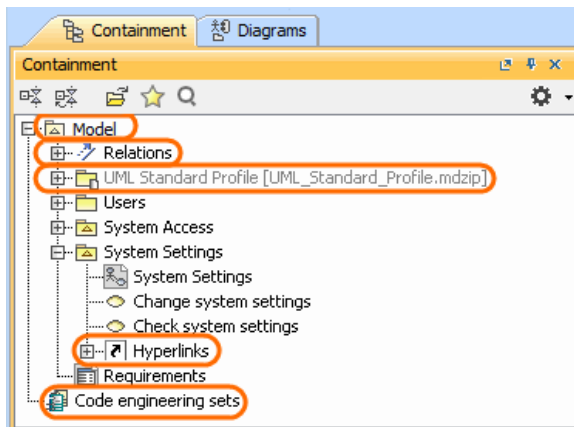 Containment Diagrams
Containment
Model
Relations
UML Standard Profile [UML_Standard_Profile.mdzip]
Users
System Access
System Settings
System Settings
Change system settings
Check system settings
Hyperlinks
Requirements
Code engineering sets